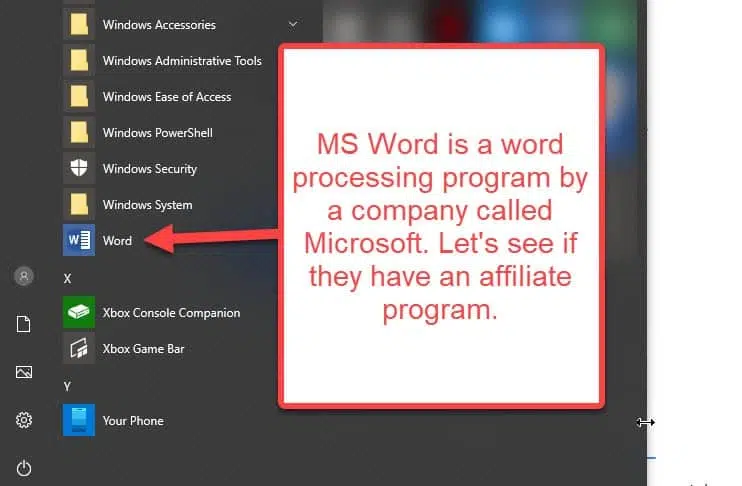 Windows Accessories
Windows Administrative Tools
Windows Ease of Access
Windows PowerShell
Windows Security
Windows System
W
Word
X
Xbox Console Companion
Xbox Game Bar
Y
Your Phone
MS Word is a word
processing program by
a company called
Microsoft. Let's see if
they have an affiliate
program.